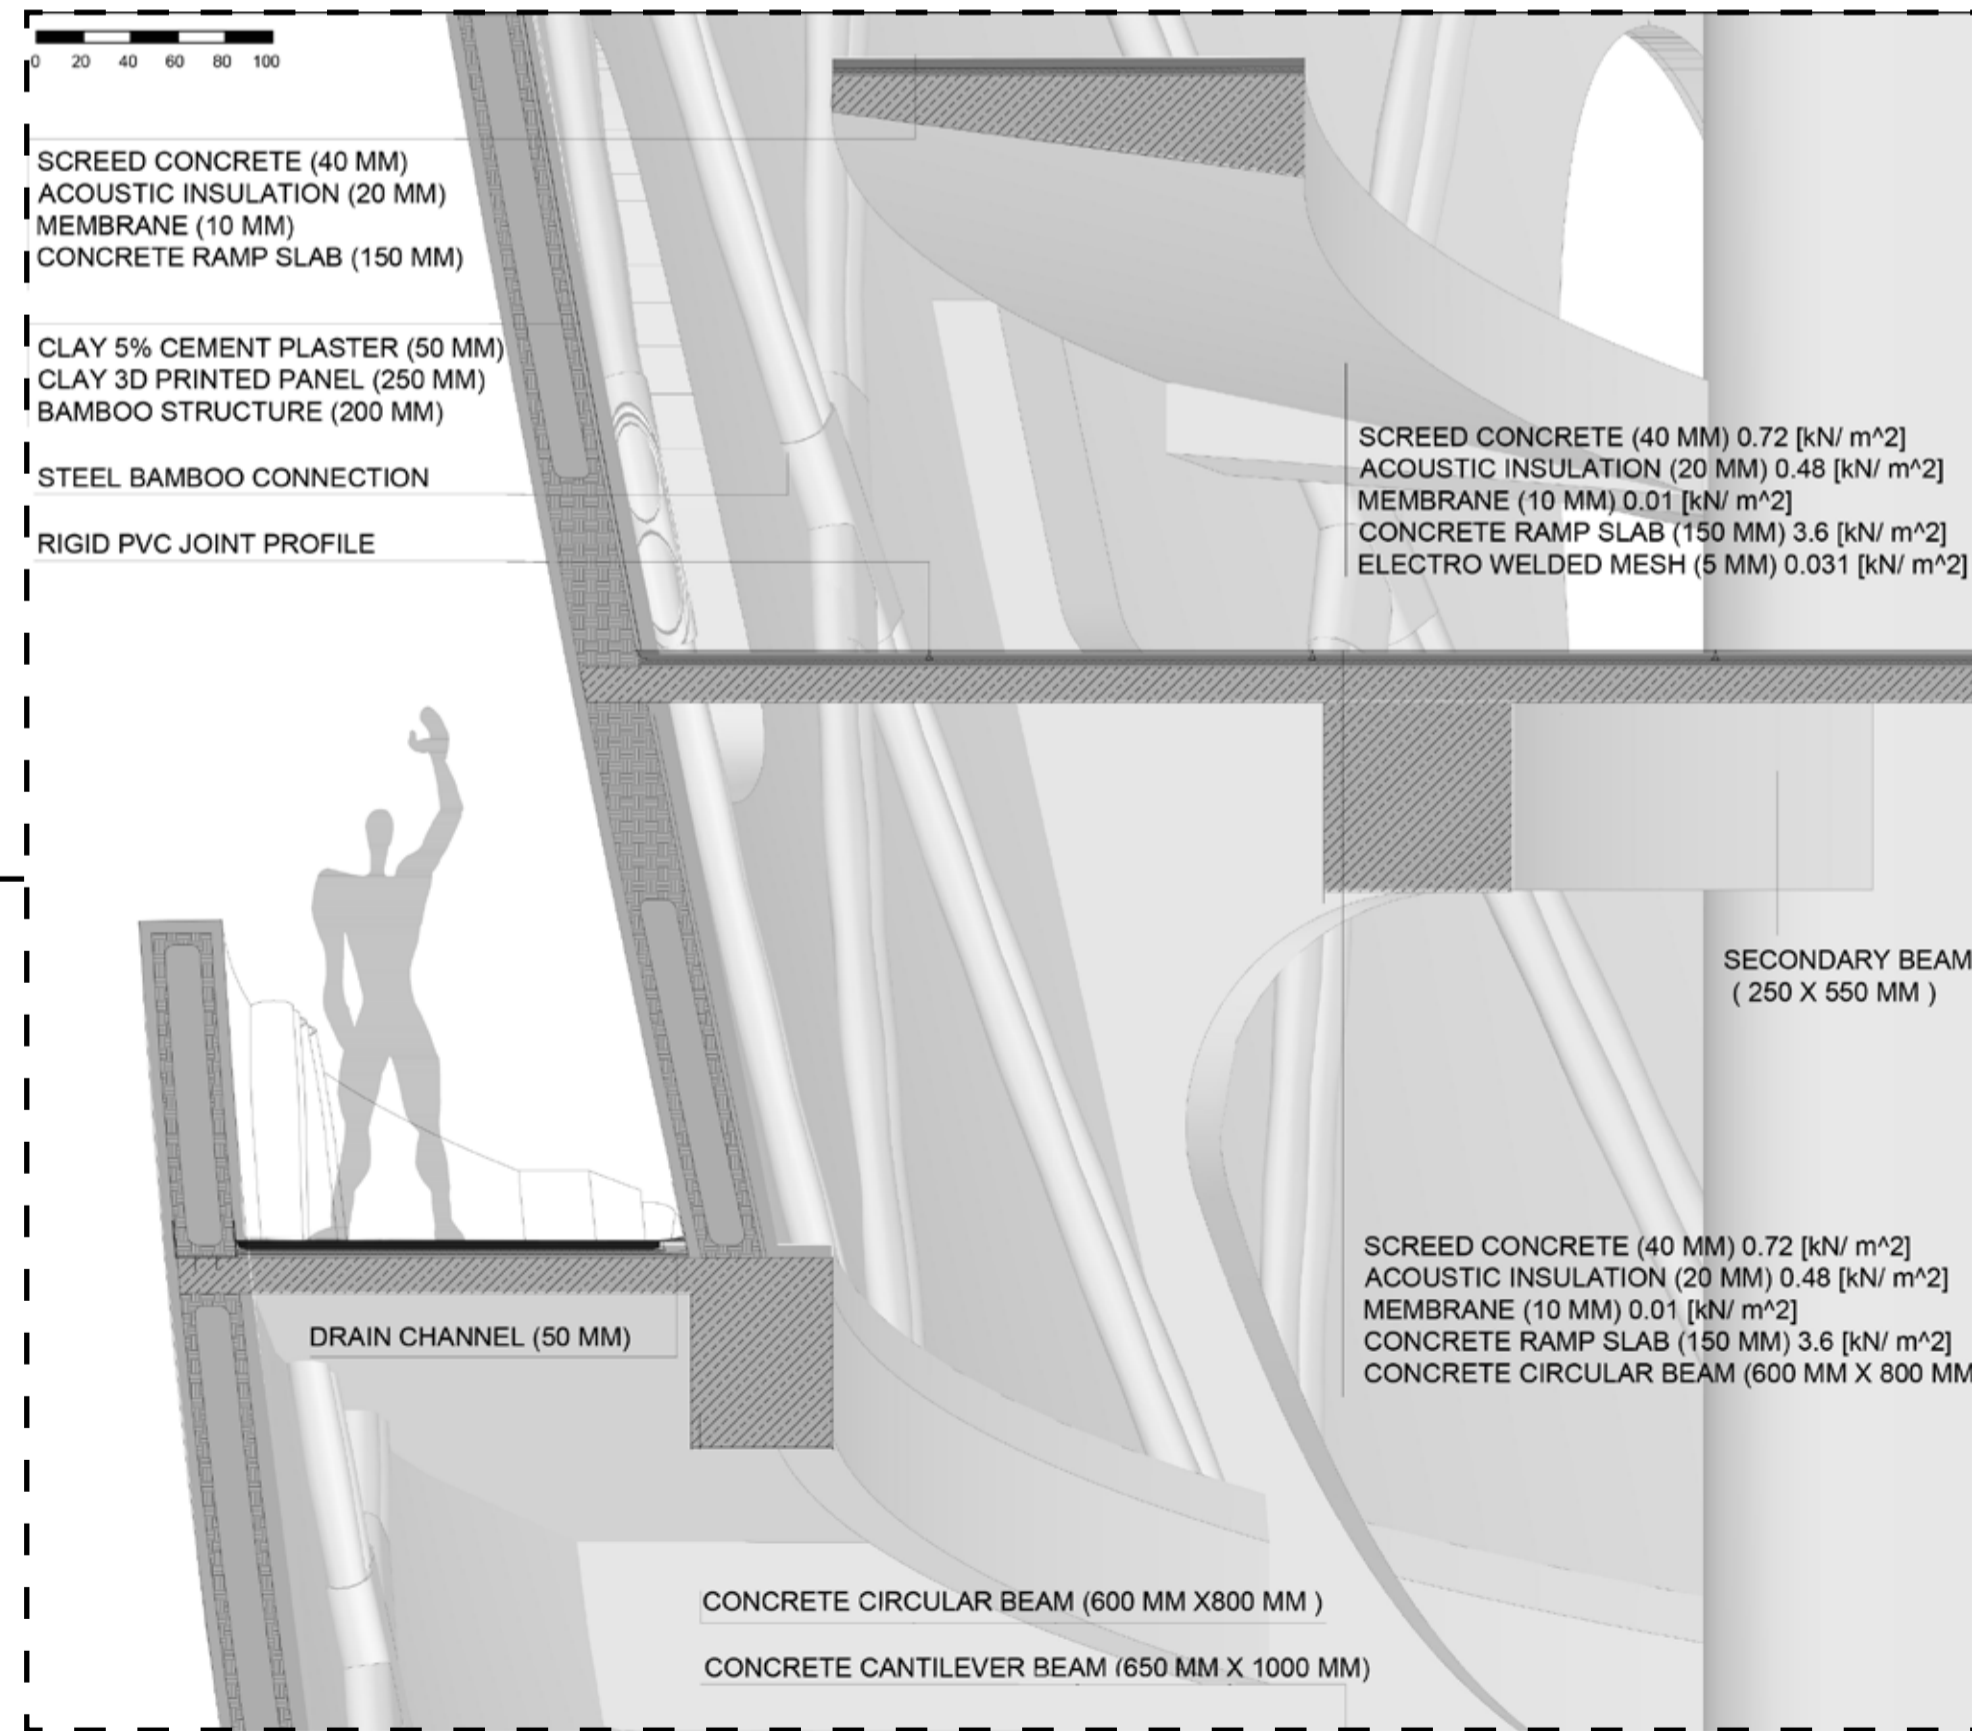 0 20 40 60 80 100
SCREED CONCRETE (40 MM)
ACOUSTIC INSULATION (20 MM)
MEMBRANE (10 MM)
CONCRETE RAMP SLAB (150 MM)
CLAY 5% CEMENT PLASTER (50 MM)
CLAY 3D PRINTED PANEL (250 MM)
BAMBOO STRUCTURE (200 MM)
STEEL BAMBOO CONNECTION
RIGID PVC JOINT PROFILE
SCREED CONCRETE (40 MM) 0.72 [kN/ m^2]
ACOUSTIC INSULATION (20 MM) 0.48 [kN/ m^2]
MEMBRANE (10 MM) 0.01 [kN/ m^2]
CONCRETE RAMP SLAB (150 MM) 3.6 [kN/ m^2]
ELECTRO WELDED MESH (5 MM) 0.031 [kN/ m^2]
SECONDARY BEAM
( 250 X 550 MM )
SCREED CONCRETE (40 MM) 0.72 [kN/ m^2]
ACOUSTIC INSULATION (20 MM) 0.48 [kN/ m^2]
MEMBRANE (10 MM) 0.01 [kN/ m^2]
CONCRETE RAMP SLAB (150 MM) 3.6 [kN/ m^2]
CONCRETE CIRCULAR BEAM (600 MM X 800 MM
DRAIN CHANNEL (50 MM)
CONCRETE CIRCULAR BEAM (600 MM X800 MM )
CONCRETE CANTILEVER BEAM (650 MM X 1000 MM)